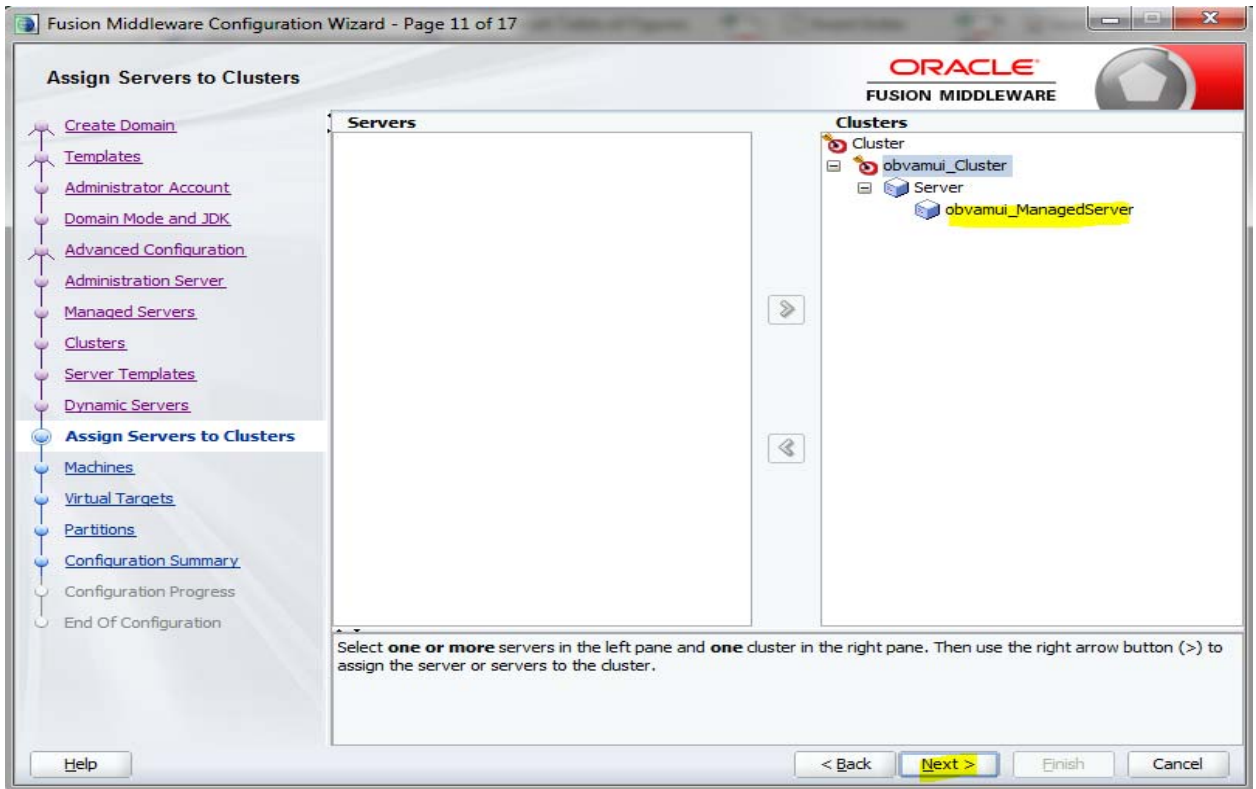 Fusion Middleware Configuration Wizard - Page 11 of 17
Assign Servers to Clusters
ORACLE
FUSION MIDDLEWARE
Create Domain
Templates
Administrator Account
Domain Mode and JDK
Advanced Configuration
Administration Server
Managed Servers
Clusters
Server Templates
Dynamic Servers
Assign Servers to Clusters
Machines
Virtual Targets
Partitions
Configuration Summary
Configuration Progress
End Of Configuration
Servers
Clusters
Cluster
obvamui_Cluster
Server
obvamui_ManagedServer
Select one or more servers in the left pane and one cluster in the right pane. Then use the right arrow button (>) to
assign the server or servers to the cluster.
Help
< Back
Next >
Finish
Cancel